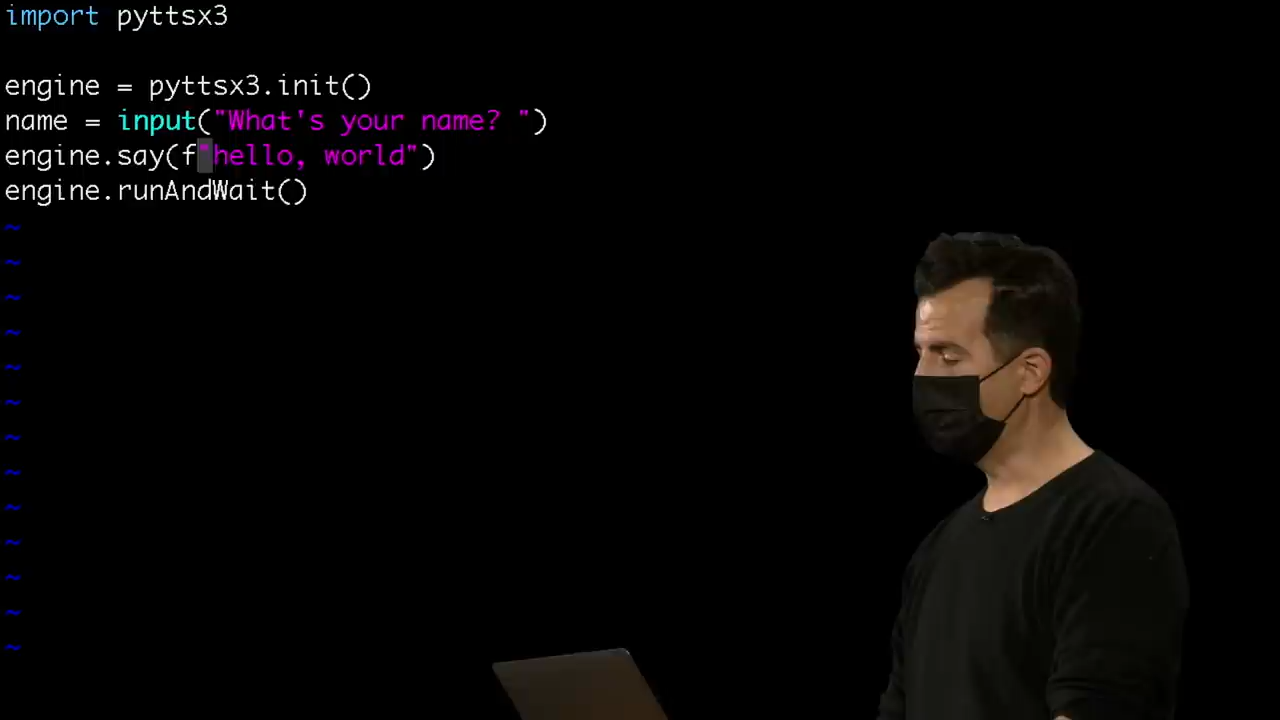 import pyttsx3
engine = pyttsx3.init()
name = input("What's your name? ")
engine.say(f"hello, world")
engine.runAndWait()
~
~
~
~
~
~
~
~
~
~
~
~
~